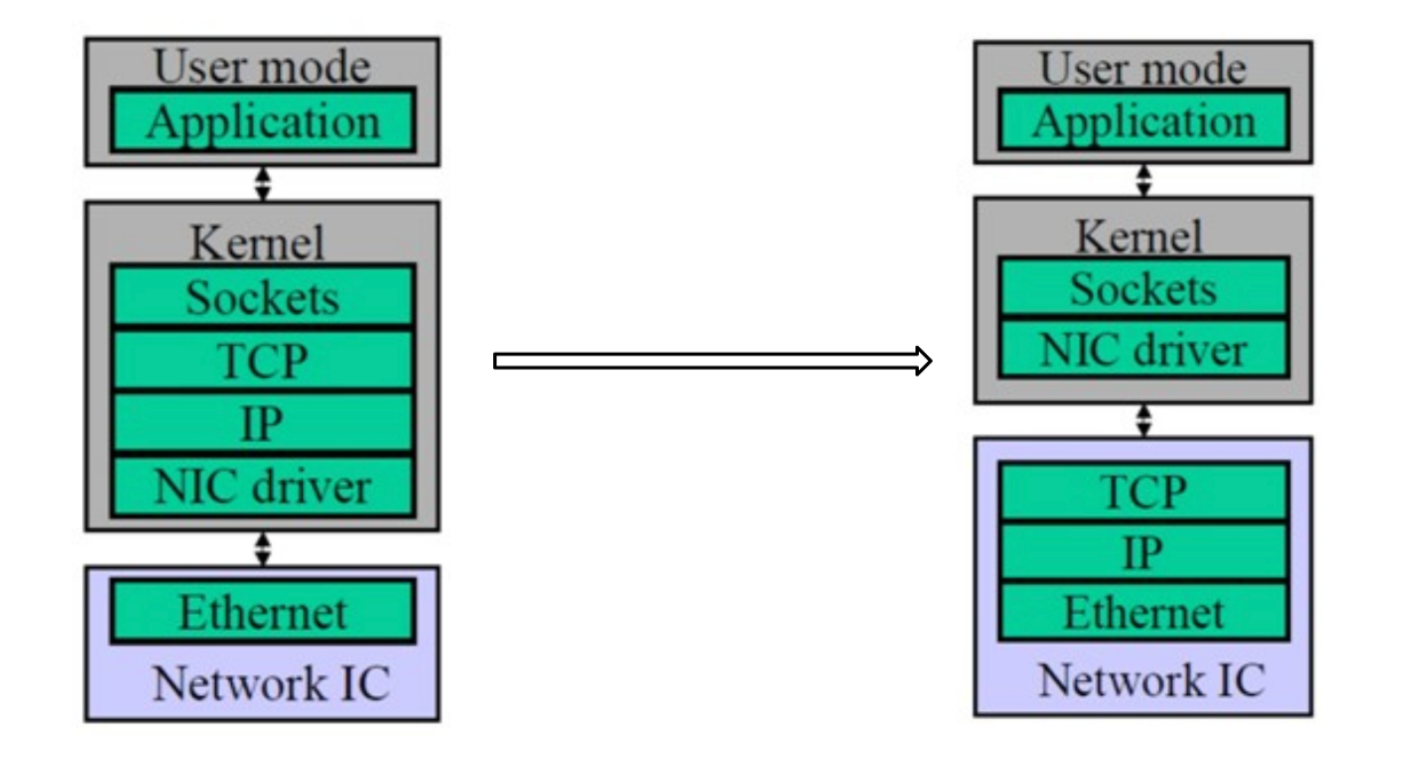 User mode
Application
Kernel
Sockets
TCP
IP
NIC driver
Ethernet
Network IC
User mode
Application
Kernel
Sockets
NIC driver
TCP
IP
Ethernet
Network IC